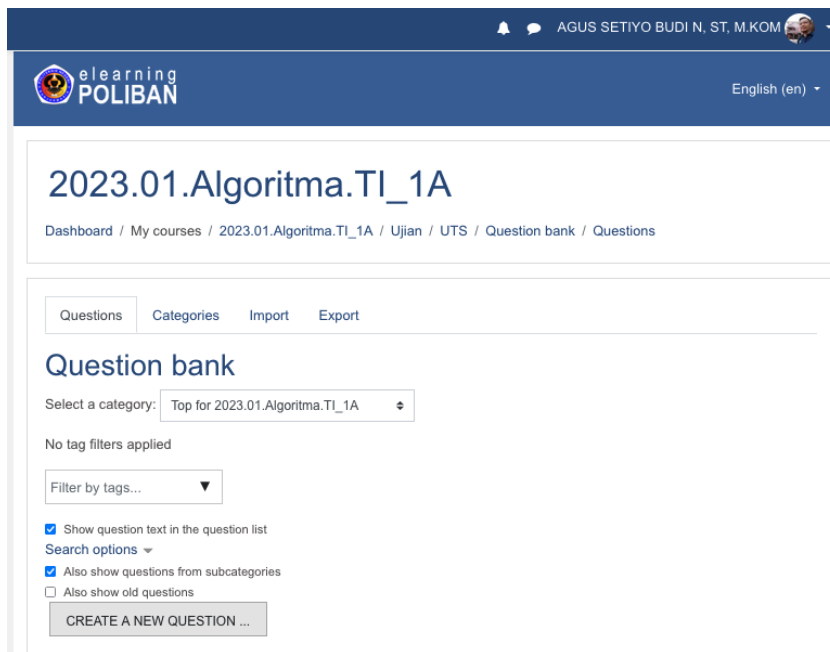 AGUS SETIYO BUDI N, ST, M.KOM
elearning
POLIBAN
English (en)
2023.01.Algoritma.TI_1A
Dashboard / My courses / 2023.01.Algoritma.TI_1A / Ujian / UTS / Question bank / Questions
Questions Categories Import Export
Question bank
Select a category: Top for 2023.01.Algoritma.TI_1A
No tag filters applied
Filter by tags...
Show question text in the question list
Search options
Also show questions from subcategories
Also show old questions
CREATE A NEW QUESTION ...